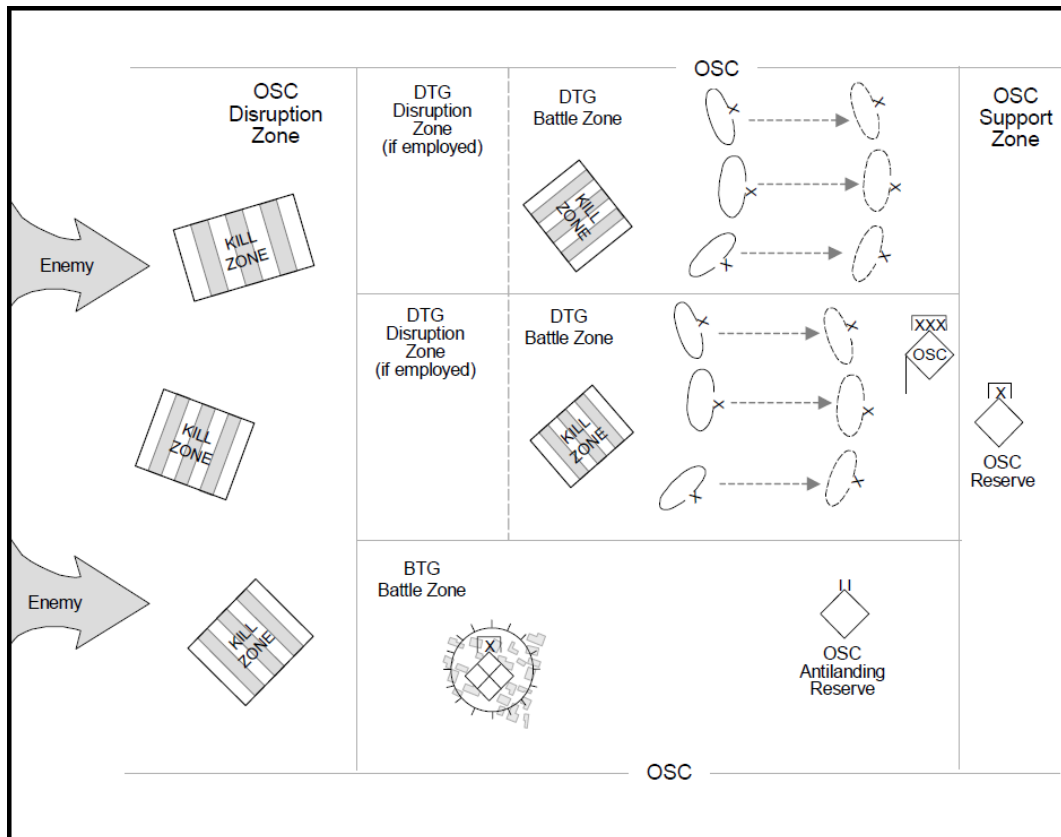 OSC
OSC
Disruption
Zone
DTG
Disruption
Zone
(if employed)
DTG
Battle Zone
OSC
Support
Zone
X
X
X
X
X
X
KILL
ZONE
KILL
ZONE
Enemy
DTG
Disruption
Zone
(if employed)
DTG
Battle Zone
X
X
X
X
X
X
XXX
OSC
X
OSC
Reserve
KILL
ZONE
KILL
ZONE
Enemy
KILL
ZONE
BTG
Battle Zone
X
II
OSC
Antilanding
Reserve
OSC